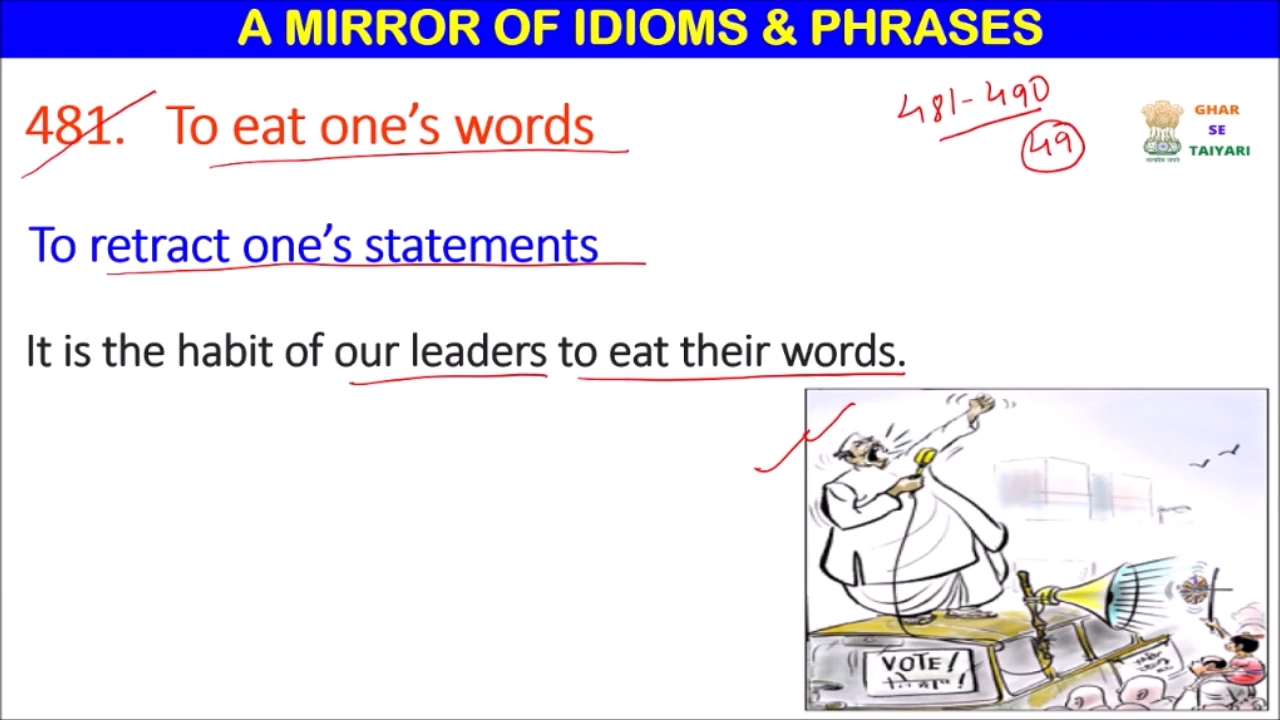 A MIRROR OF IDIOMS & PHRASES
481. To eat one’s words
481-490
49
GHAR
SE
TAIYARI
To retract one’s statements
It is the habit of our leaders to eat their words.
VOTE!